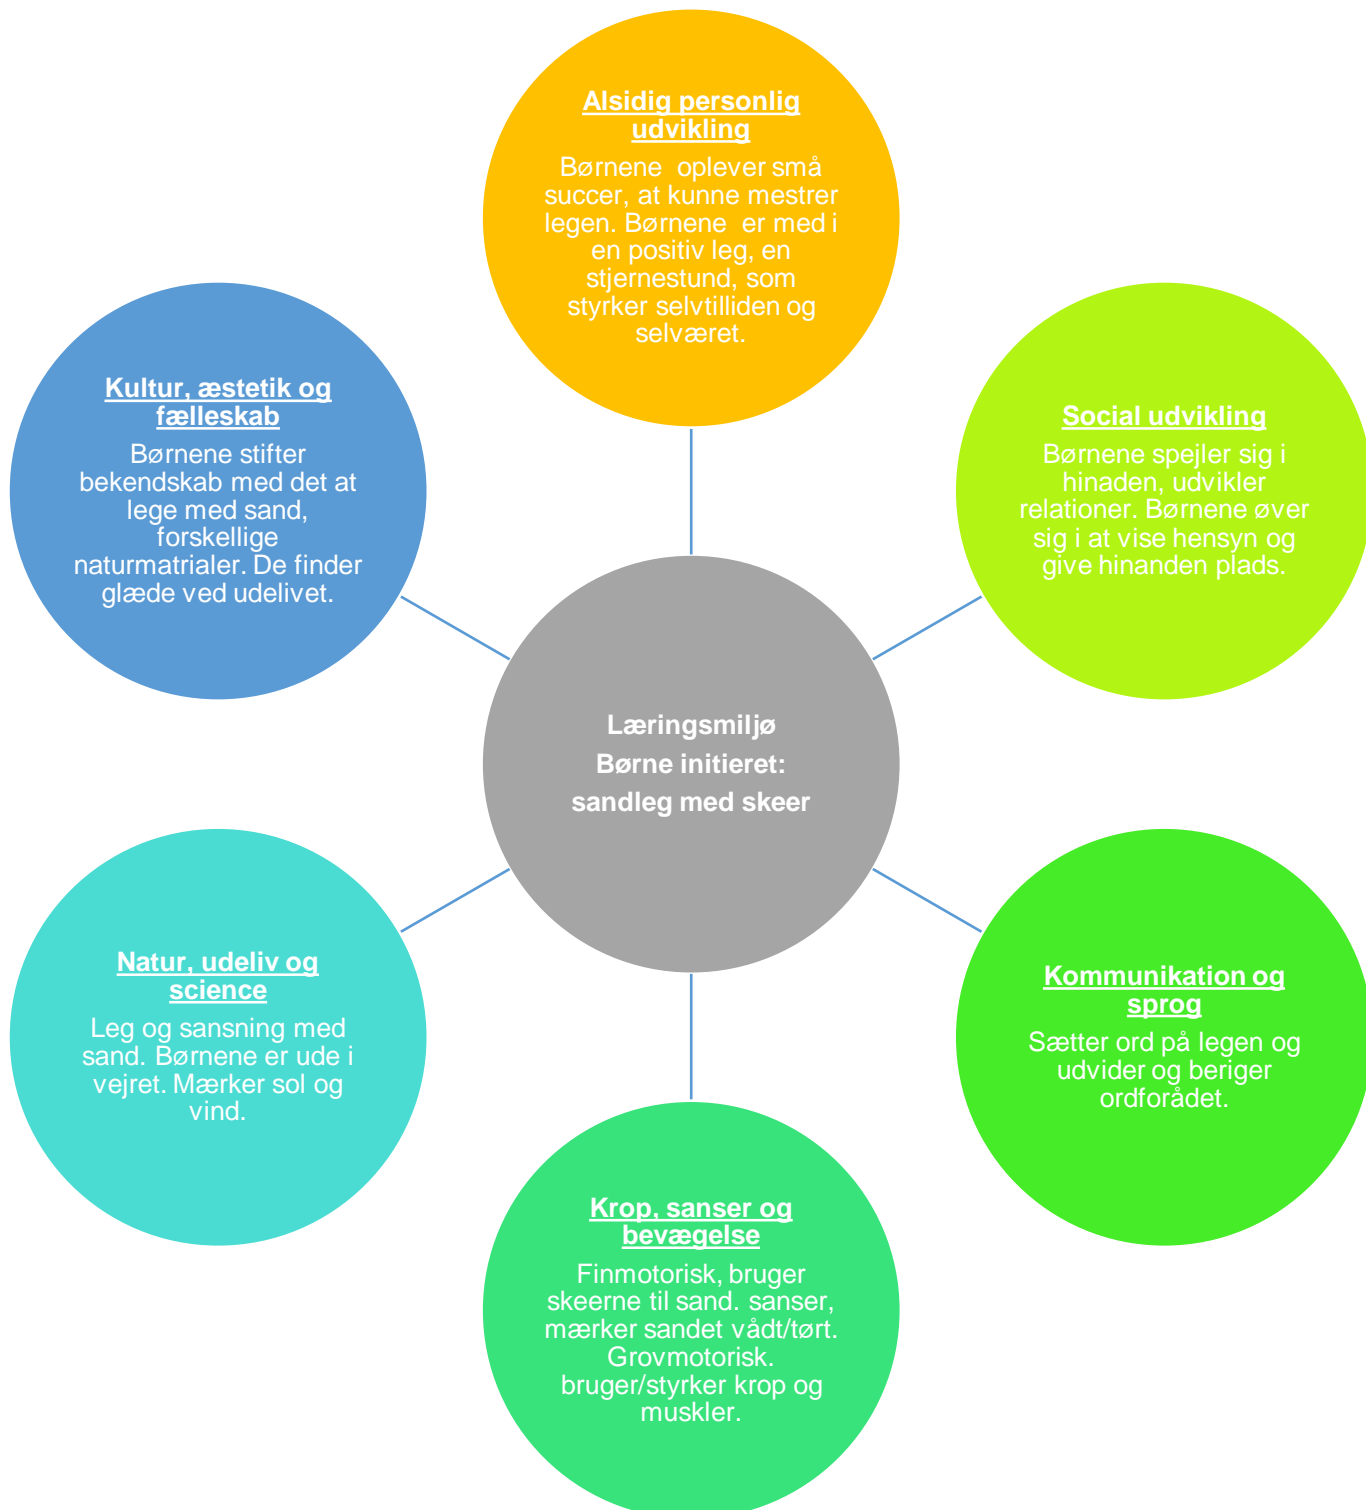 Alsidig personlig
udvikling
Børnene  oplever små
succer, at kunne mestrer
legen. Børnene  er med i
en positiv leg, en
stjernestund, som
styrker selvtilliden og
selværet.
Social udvikling
Børnene spejler sig i
hinaden, udvikler
relationer. Børnene øver
sig i at vise hensyn og
give hinanden plads.
Kommunikation og
sprog
Sætter ord på legen og
udvider og beriger
ordforådet.
Krop, sanser og
bevægelse
Finmotorisk, bruger
skeerne til sand. sanser,
mærker sandet vådt/tørt.
Grovmotorisk.
bruger/styrker krop og
muskler.
Natur, udeliv og
science
Leg og sansning med
sand. Børnene er ude i
vejret. Mærker sol og
vind.
Kultur, æstetik og
fælleskab
Børnene stifter
bekendskab med det at
lege med sand,
forskellige
naturmatrialer. De finder
glæde ved udelivet.
Læringsmiljø
Børne initieret:
sandleg med skeer